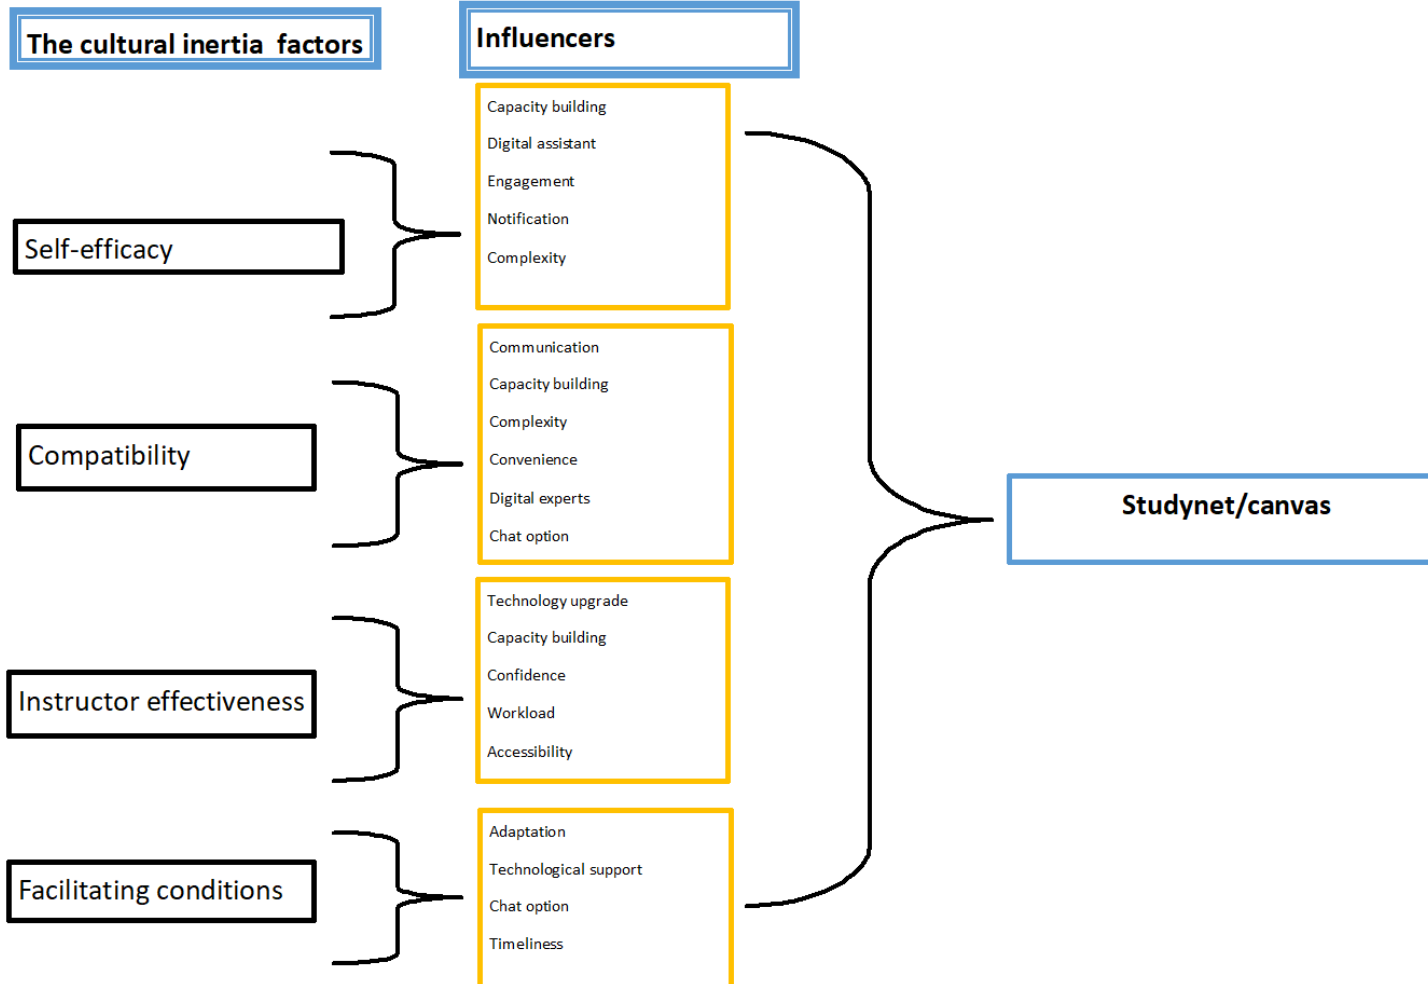 The cultural inertia factors
Influencers
Self-efficacy
Capacity building
Digital assistant
Engagement
Notification
Complexity
Compatibility
Communication
Capacity building
Complexity
Convenience
Digital experts
Chat option
Instructor effectiveness
Technology upgrade
Capacity building
Confidence
Workload
Accessibility
Facilitating conditions
Adaptation
Technological support
Chat option
Timeliness
Studynet/canvas